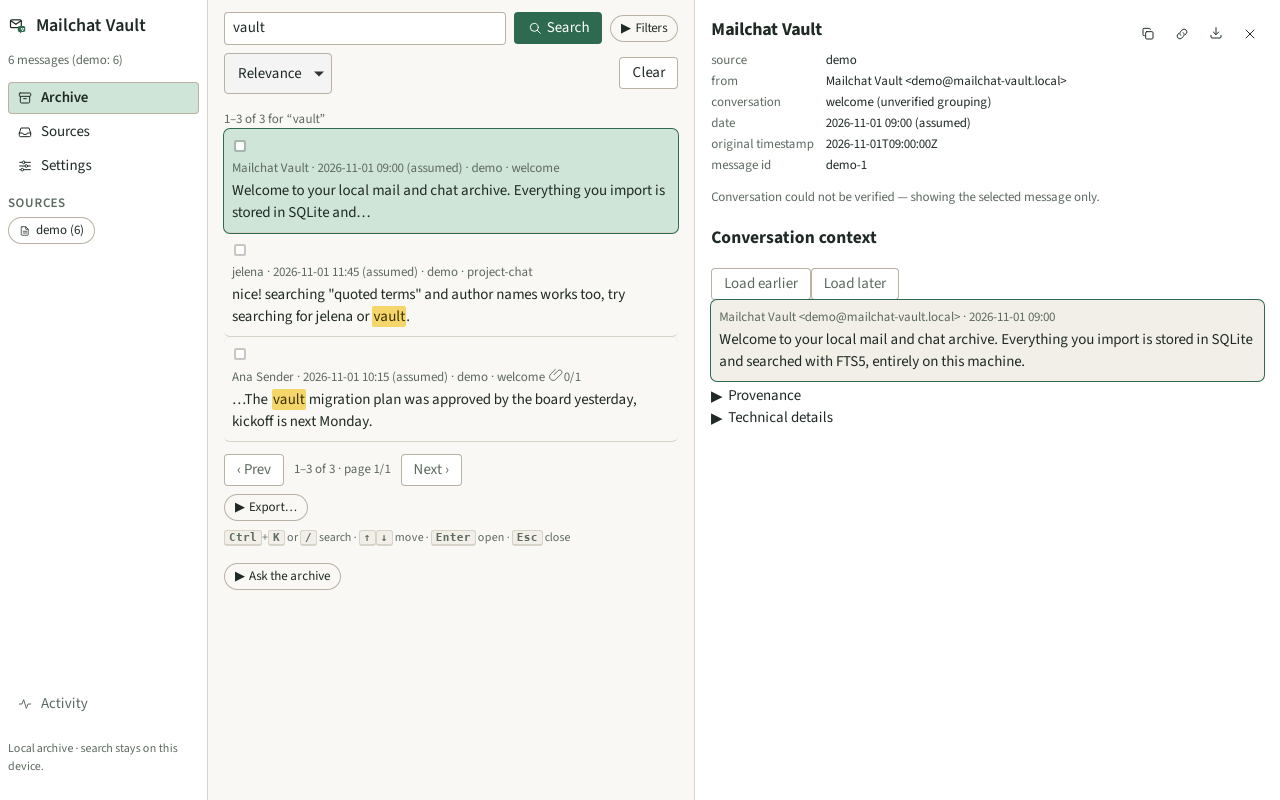 Mailchat Vault
6 messages (demo: 6)
Archive
Sources
Settings
SOURCES
demo (6)
Activity
Local archive · search stays on this
device.
vault
Search
▶ Filters
Relevance
Clear
1–3 of 3 for “vault”
Mailchat Vault · 2026-11-01 09:00 (assumed) · demo · welcome
Welcome to your local mail and chat archive. Everything you import is
stored in SQLite and…
jelena · 2026-11-01 11:45 (assumed) · demo · project-chat
nice! searching "quoted terms" and author names works too, try
searching for jelena or vault.
Ana Sender · 2026-11-01 10:15 (assumed) · demo · welcome 0/1
…The vault migration plan was approved by the board yesterday,
kickoff is next Monday.
‹ Prev 1–3 of 3 · page 1/1 Next ›
▶ Export…
Ctrl+K or / search · ↑ ↓ move · Enter open · Esc close
▶ Ask the archive
Mailchat Vault
source demo
from Mailchat Vault <demo@mailchat-vault.local>
conversation welcome (unverified grouping)
date 2026-11-01 09:00 (assumed)
original timestamp 2026-11-01T09:00:00Z
message id demo-1
Conversation could not be verified — showing the selected message only.
Conversation context
Load earlier Load later
Mailchat Vault <demo@mailchat-vault.local> · 2026-11-01 09:00
Welcome to your local mail and chat archive. Everything you import is stored in SQLite
and searched with FTS5, entirely on this machine.
▶ Provenance
▶ Technical details